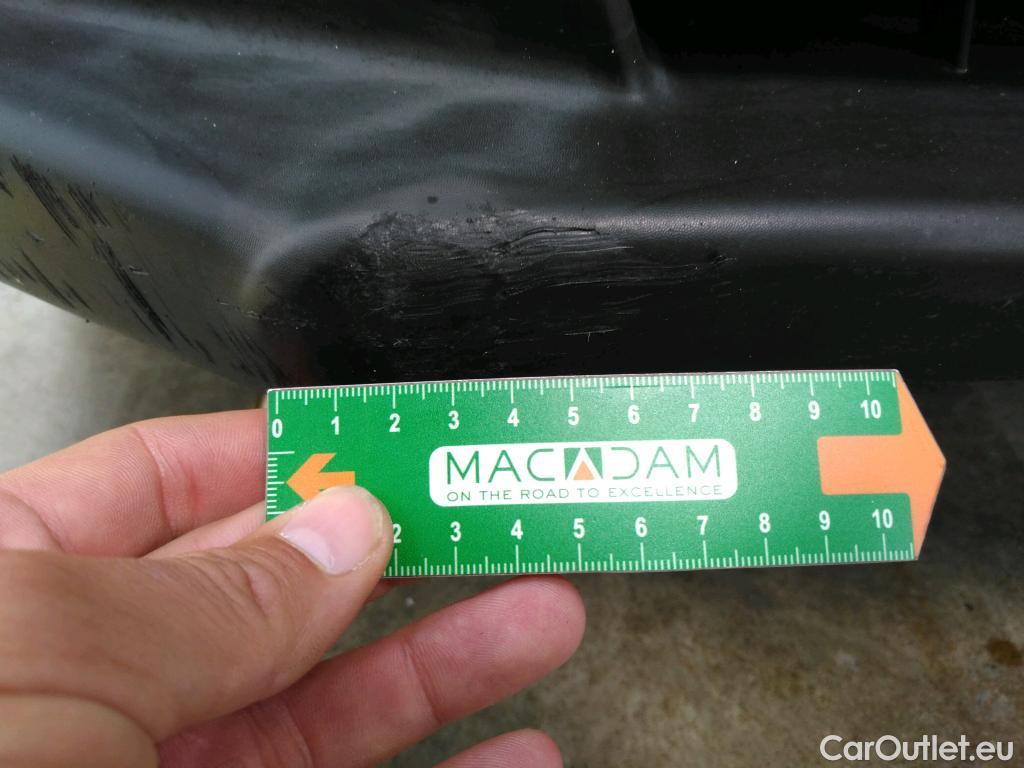 0 1 2 3 4 5 6 7 8 9 10
MACADAM
ON THE ROAD TO EXCELLENCE
2 3 4 5 6 7 8 9 10
CarOutlet.eu